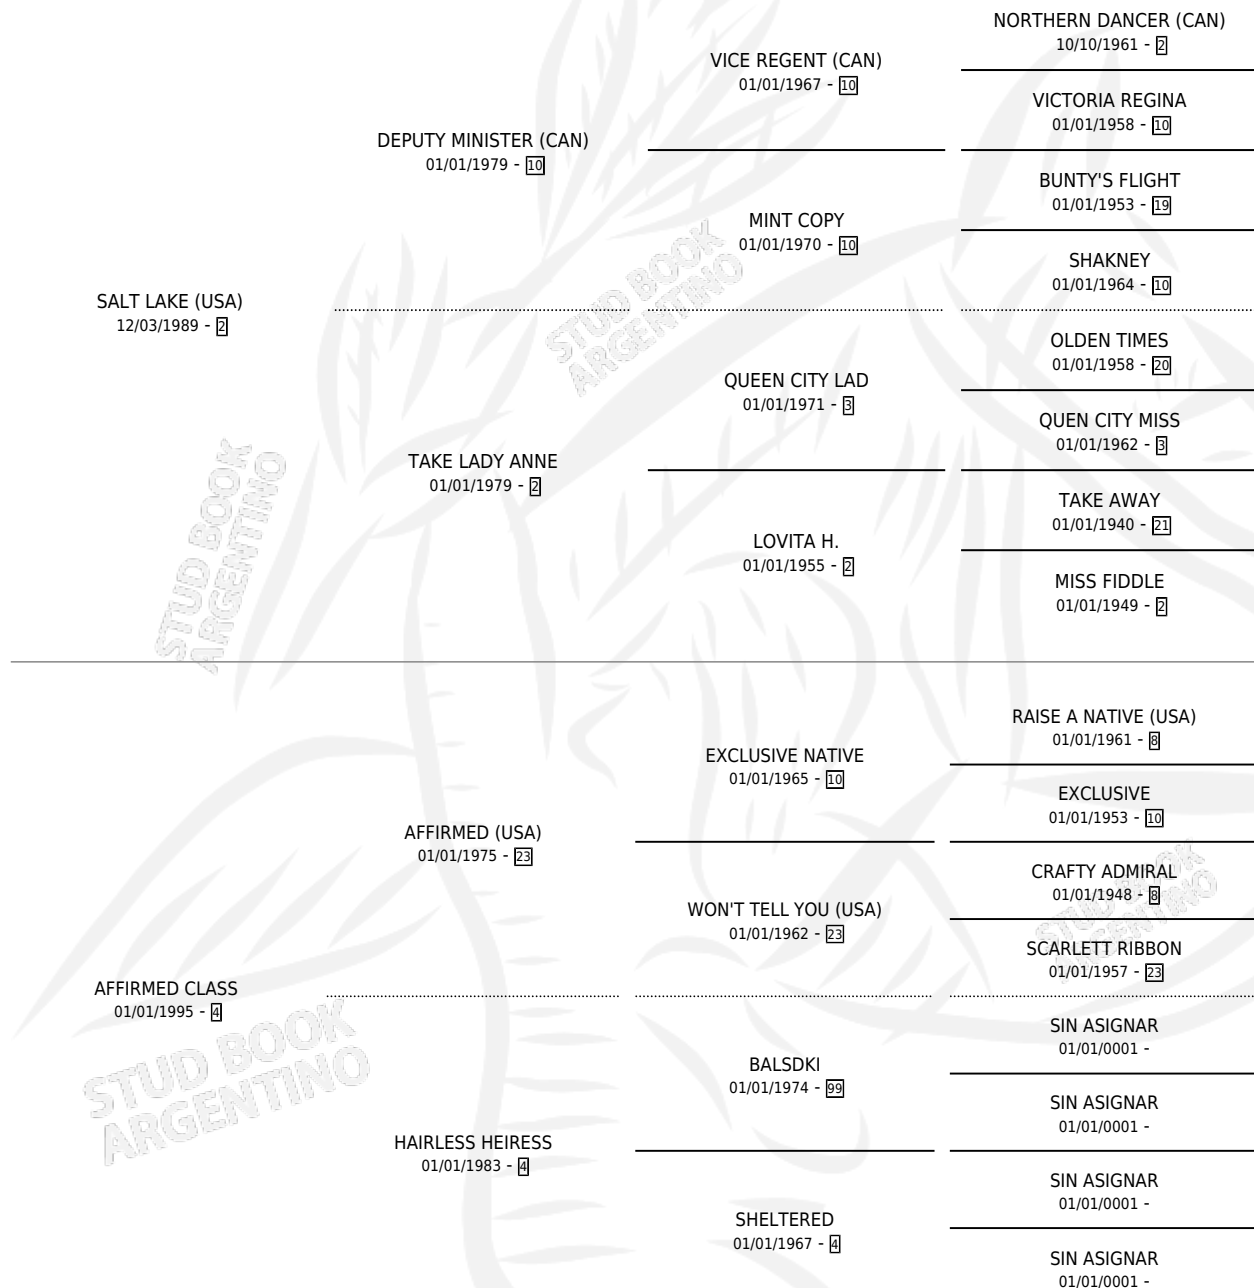 NORTHERN DANCER (CAN)
10/10/1961 - 2
VICE REGENT (CAN)
01/01/1967 - 10
VICTORIA REGINA
01/01/1958 - 10
DEPUTY MINISTER (CAN)
01/01/1979 - 10
BUNTY'S FLIGHT
01/01/1953 - 19
MINT COPY
01/01/1970 - 10
SHAKNEY
01/01/1964 - 10
SALT LAKE (USA)
12/03/1989 - 2
OLDEN TIMES
01/01/1958 - 20
QUEEN CITY LAD
01/01/1971 - 3
QUEN CITY MISS
01/01/1962 - 3
TAKE LADY ANNE
01/01/1979 - 2
TAKE AWAY
01/01/1940 - 21
LOVITA H.
01/01/1955 - 2
MISS FIDDLE
01/01/1949 - 2
STUD BOOK
ARGENTINO
STUD BOOK
ARGENTINO
RAISE A NATIVE (USA)
01/01/1961 - 8
EXCLUSIVE NATIVE
01/01/1965 - 10
EXCLUSIVE
01/01/1953 - 10
AFFIRMED (USA)
01/01/1975 - 23
CRAFTY ADMIRAL
01/01/1948 - 8
WON'T TELL YOU (USA)
01/01/1962 - 23
SCARLETT RIBBON
01/01/1957 - 23
AFFIRMED CLASS
01/01/1995 - 4
SIN ASIGNAR
01/01/0001 -
BALSDKI
01/01/1974 - 99
SIN ASIGNAR
01/01/0001 -
HAIRLESS HEIRESS
01/01/1983 - 4
SIN ASIGNAR
01/01/0001 -
SHELTERED
01/01/1967 - 4
SIN ASIGNAR
01/01/0001 -
STUD BOOK
ARGENTINO
STUD BOOK
ARGENTINO